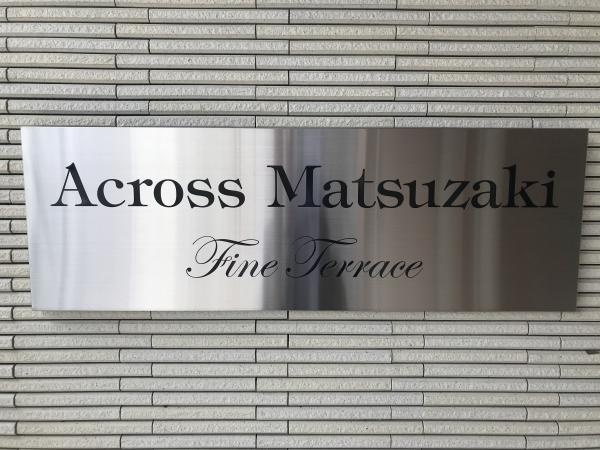 Across Matsuzaki
Fine Terrace